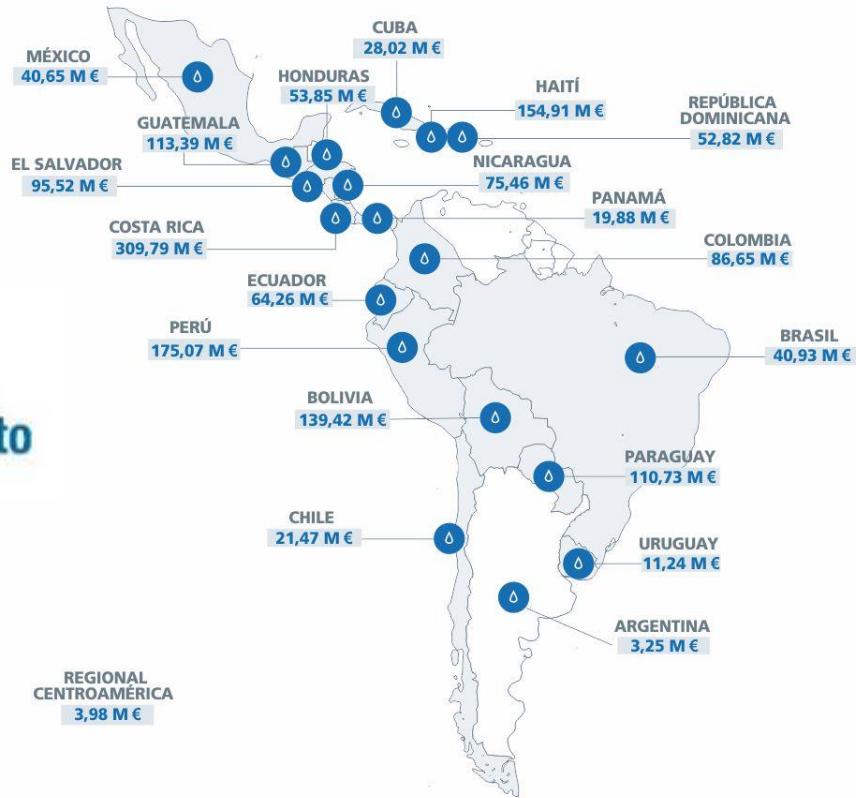 CUBA
28,02 M €
MÉXICO
40,65 M €
HONDURAS
53,85 M €
HAITÍ
154,91 M €
REPÚBLICA
DOMINICANA
52,82 M €
GUATEMALA
113,39 M €
EL SALVADOR
95,52 M €
NICARAGUA
75,46 M €
PANAMÁ
19,88 M €
COSTA RICA
309,79 M €
COLOMBIA
86,65 M €
ECUADOR
64,26 M €
PERÚ
175,07 M €
BRASIL
40,93 M €
BOLIVIA
139,42 M €
to
PARAGUAY
110,73 M €
CHILE
21,47 M €
URUGUAY
11,24 M €
ARGENTINA
3,25 M €
REGIONAL
CENTROAMÉRICA
3,98 M €